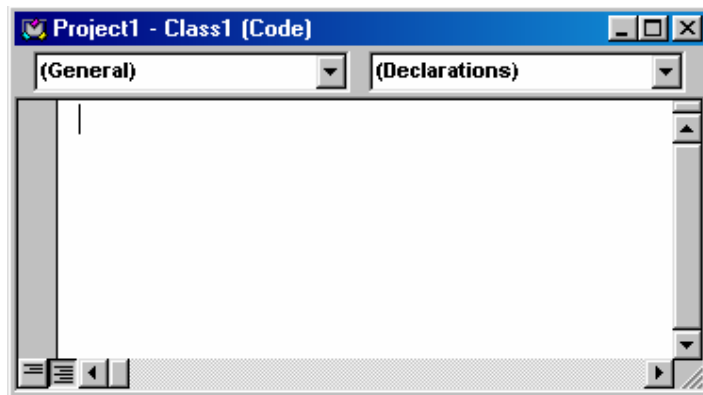 Project1 - Class1 (Code)
(General) (Declarations)